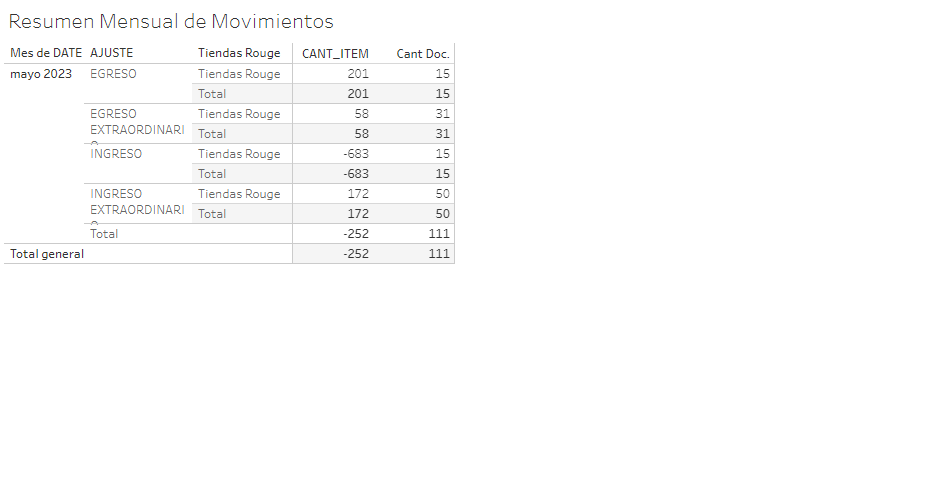 Resumen Mensual de Movimientos
Mes de DATE AJUSTE Tiendas Rouge CANT_ITEM Cant Doc.
mayo 2023 EGRESO Tiendas Rouge 201 15
Total 201 15
EGRESO Tiendas Rouge 58 31
EXTRAORDINARI Total 58 31
INGRESO Tiendas Rouge -683 15
Total -683 15
INGRESO Tiendas Rouge 172 50
EXTRAORDINARI Total 172 50
Total -252 111
Total general -252 111